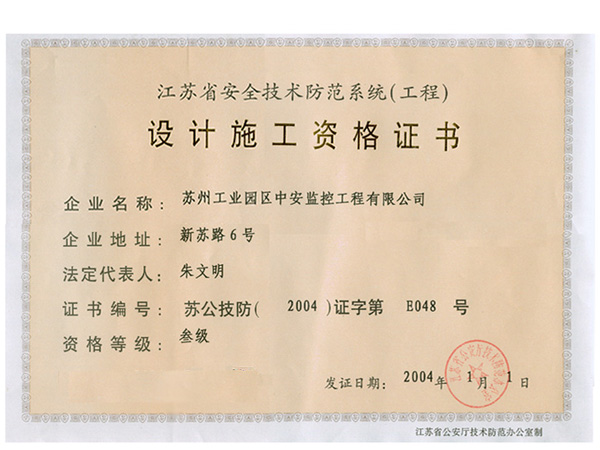 江苏省安全技术防范系统(工程)
设计施工资格证书
企业名称: 苏州工业园区中安监控工程有限公司
企业地址: 新苏路6号
法定代表人: 朱文明
证书编号: 苏公技防( 2004 )证字第 E048 号
资格等级: 叁级
发证日期: 2004年 1月 1日
江苏省公安厅技术防范办公室制